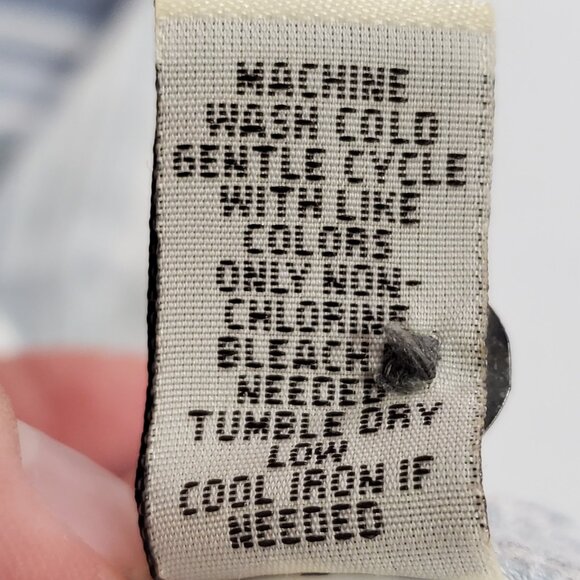 MACHINE
WASH COLD
GENTLE CYCLE
WITH LIKE
COLORS
ONLY NON-
CHLORINE
BLEACH
NEEDED
TUMBLE DRY
LOW
COOL IRON IF
NEEDED